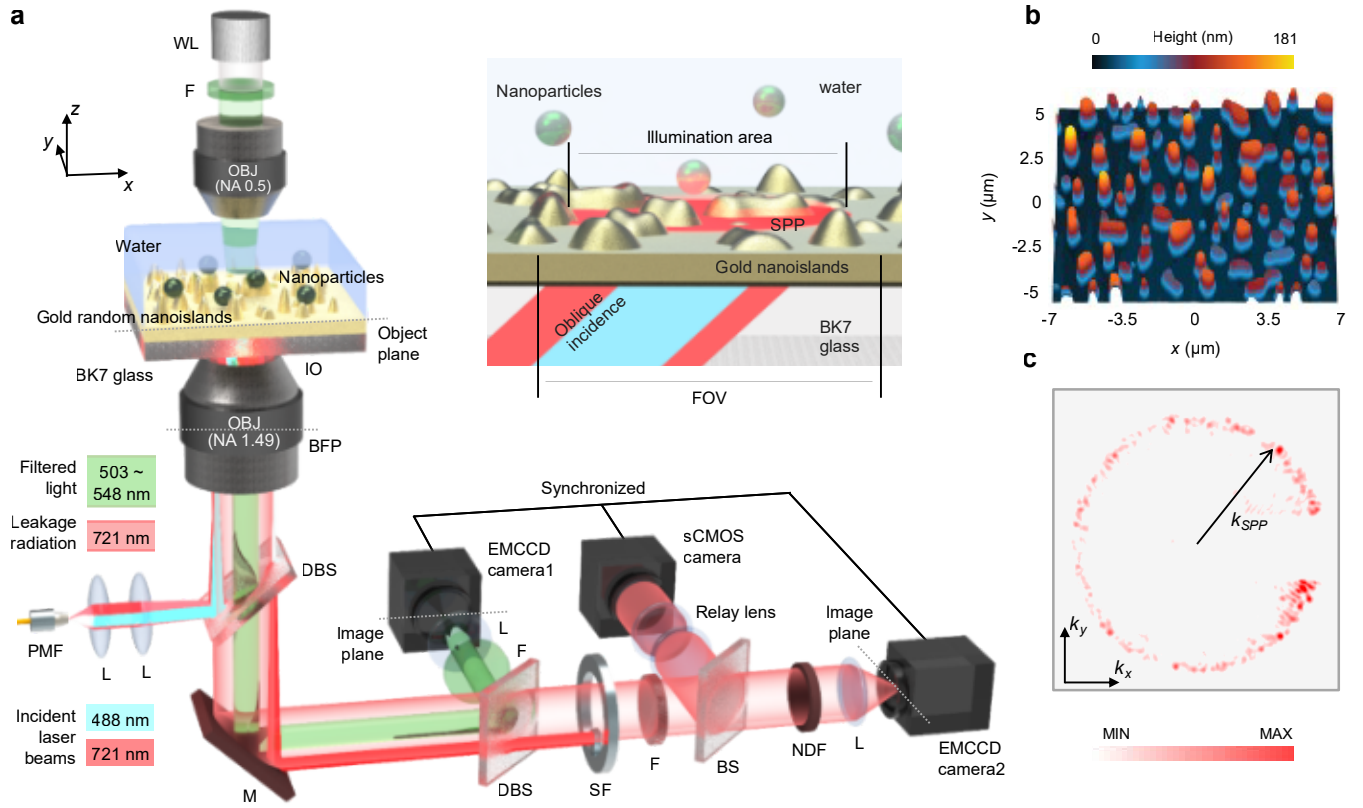 a
WL
F
z
y
x
OBJ
(NA 0.5)
Water
Nanoparticles
Gold random nanoislands
Object
plane
BK7 glass
IO
OBJ
(NA 1.49)
BFP
Filtered
light
503 ~
548 nm
Leakage
radiation
721 nm
DBS
PMF
L
L
Incident
laser
beams
488 nm
721 nm
M
Nanoparticles
water
Illumination area
SPP
Gold nanoislands
Oblique
incidence
BK7
glass
FOV
Synchronized
EMCCD
camera1
sCMOS
camera
Image
plane
L
F
Relay lens
Image
plane
DBS
SF
F
BS
NDF
L
EMCCD
camera2
b
0
Height (nm)
181
5
2.5
0
-2.5
-5
y (μm)
-7
-3.5
0
3.5
7
x (μm)
c
kSPP
ky
kx
MIN
MAX